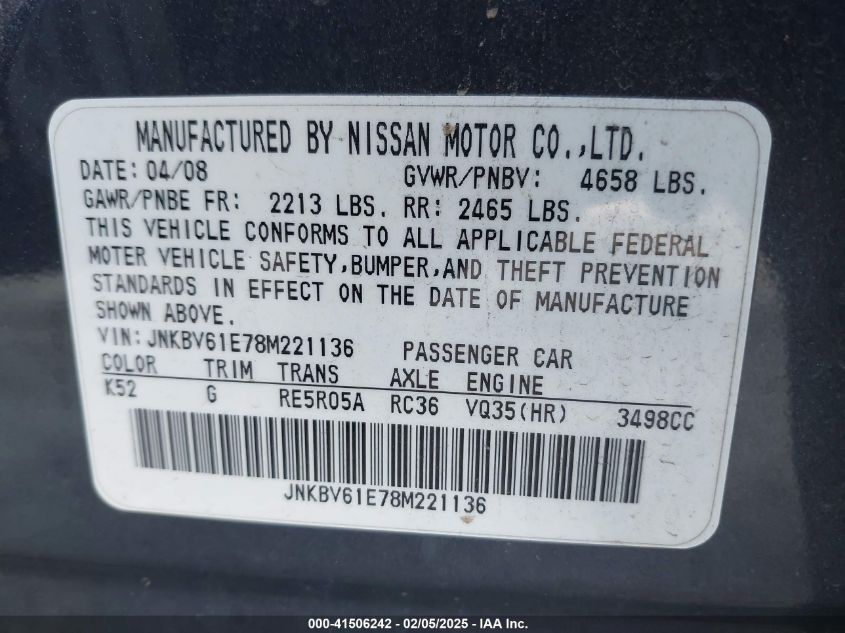 MANUFACTURED BY NISSAN MOTOR CO.,LTD.
DATE: 04/08 GVWR/PNBV: 4658 LBS.
GAWR/PNBE FR: 2213 LBS. RR: 2465 LBS.
THIS VEHICLE CONFORMS TO ALL APPLICABLE FEDERAL
MOTER VEHICLE SAFETY,BUMPER,AND THEFT PREVENTION
STANDARDS IN EFFECT ON THE DATE OF MANUFACTURE
SHOWN ABOVE.
VIN:JNKBV61E78M221136 PASSENGER CAR
COLOR TRIM TRANS AXLE ENGINE
K52 G RE5R05A RC36 VQ35(HR) 3498CC
JNKBV61E78M221136
000-41506242 - 02/05/2025 - IAA Inc.